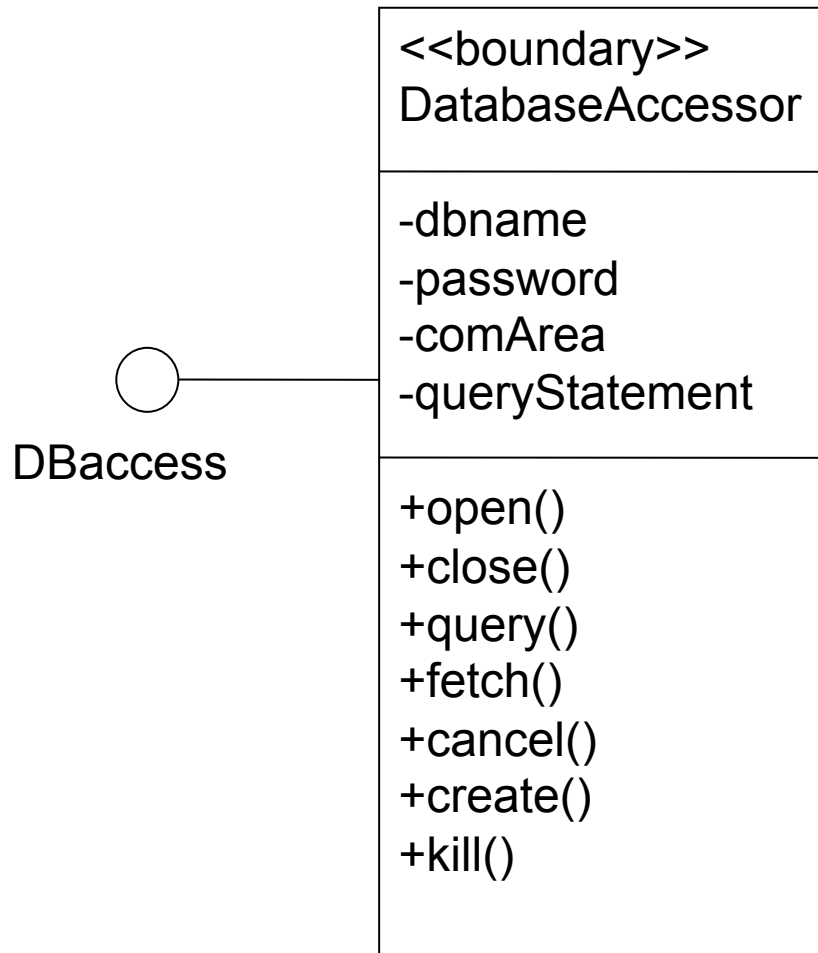 <<boundary>>
DatabaseAccessor
-dbname
-password
-comArea
-queryStatement
DBaccess
+open()
+close()
+query()
+fetch()
+cancel()
+create()
+kill()